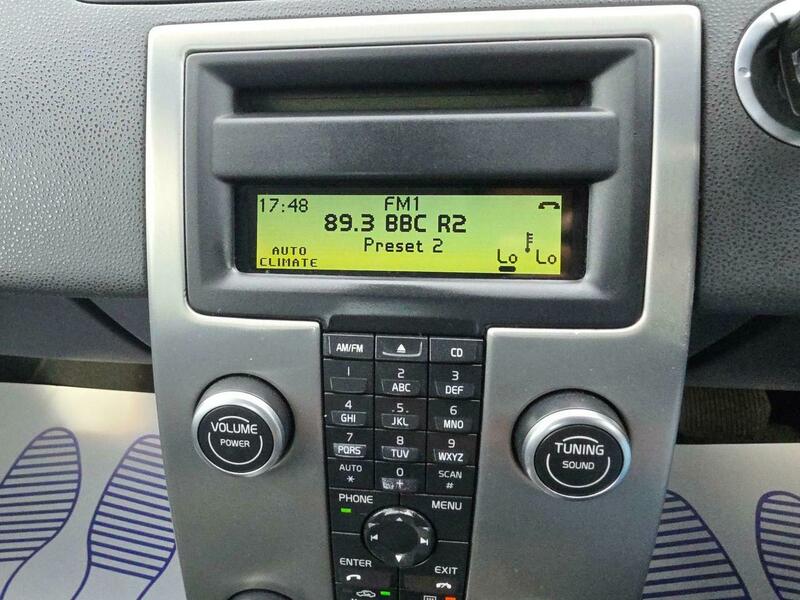 17:48 FM1
89.3 BBC R2
Preset 2
AUTO
CLIMATE
Lo Lo
AM/FM CD
1 2 ABC 3 DEF
4 GHI .5. JKL 6 MNO
7 PQRS 8 TUV 9 WXYZ
AUTO * 0 + SCAN #
VOLUME
POWER
TUNING
SOUND
PHONE MENU
ENTER EXIT